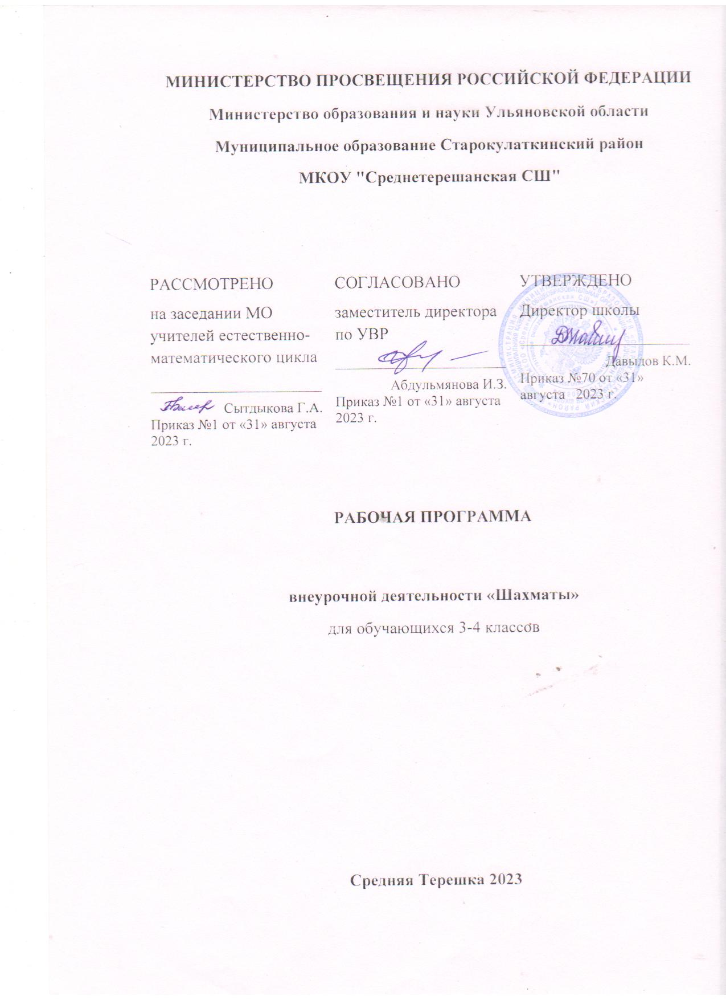 МИНИСТЕРСТВО ПРОСВЕЩЕНИЯ РОССИЙСКОЙ ФЕДЕРАЦИИ
Министерство образования и науки Ульяновской области
Муниципальное образование Старокулаткинский район
МКОУ "Среднетерешанская СШ"
РАССМОТРЕНО
на заседании МО
учителей естественно-
математического цикла
Сытдыкова Г.А.
Приказ №1 от «31» августа
2023 г.
СОГЛАСОВАНО
заместитель директора
по УВР
Абдульмянова И.З.
Приказ №1 от «31» августа
2023 г.
УТВЕРЖДЕНО
Директор школы
Давыдов К.М.
Приказ №70 от «31»
августа 2023 г.
РАБОЧАЯ ПРОГРАММА
внеурочной деятельности «Шахматы»
для обучающихся 3-4 классов
Средняя Терешка 2023